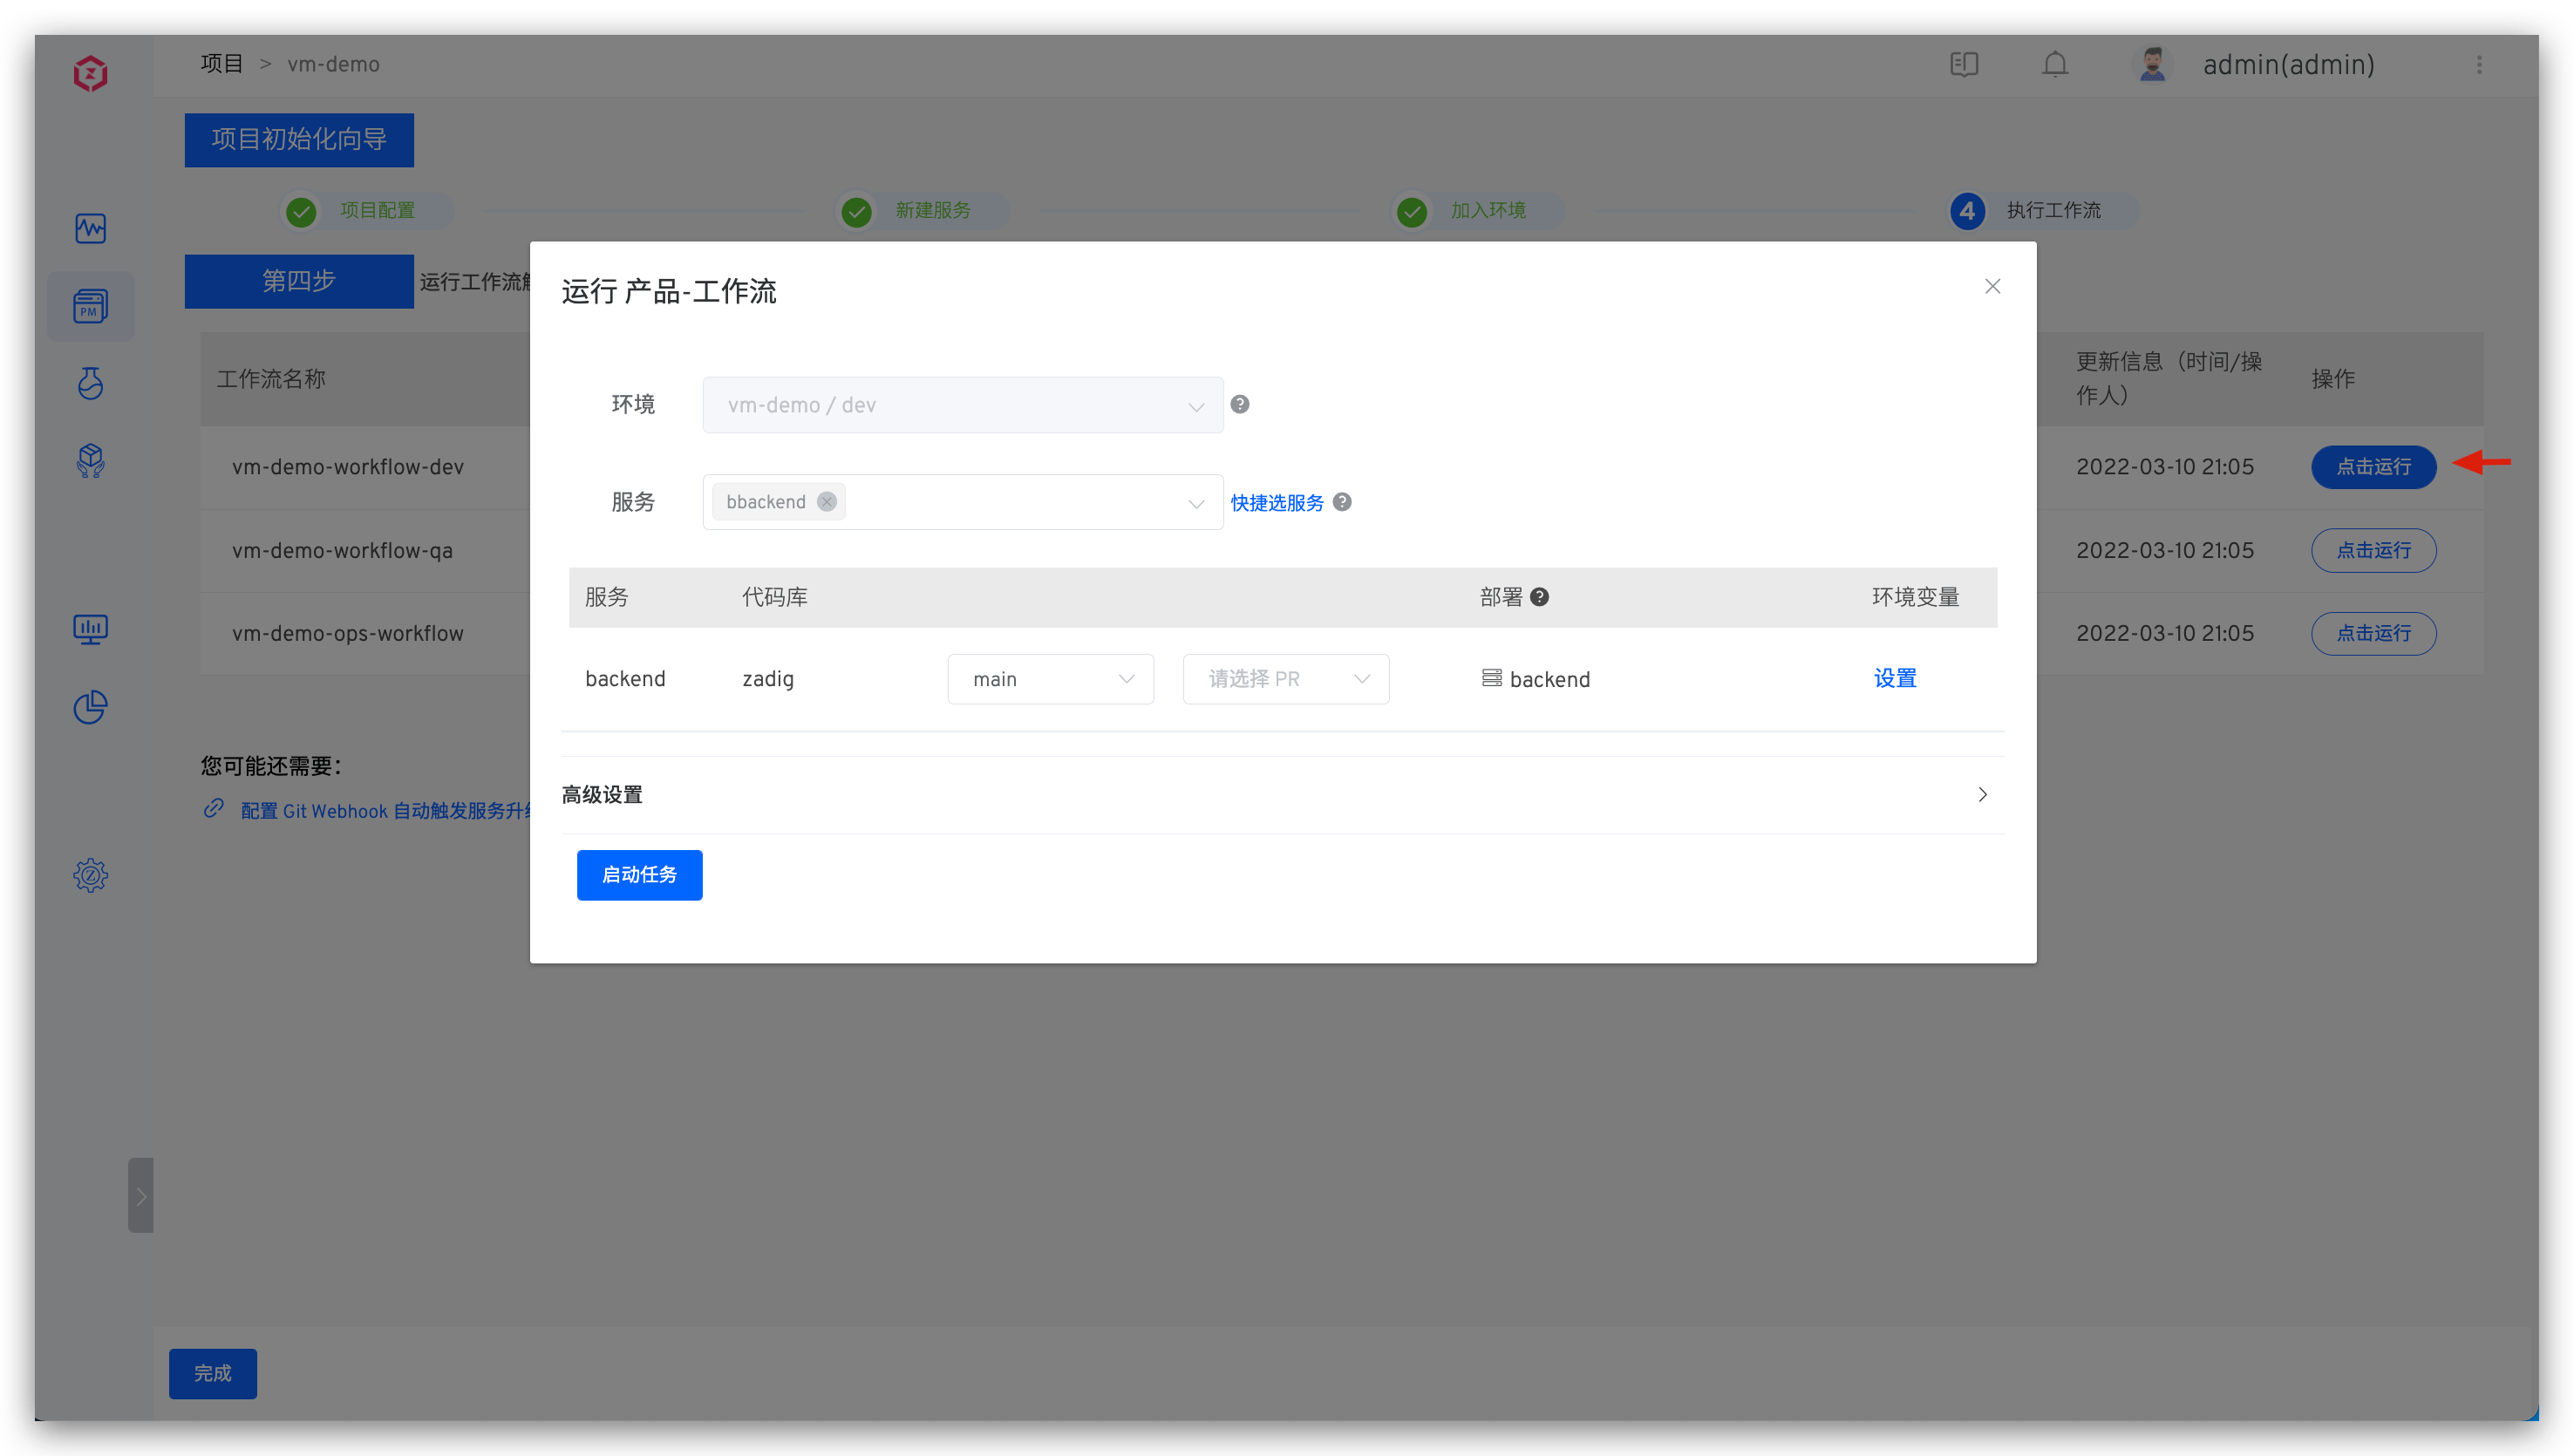 项目 > vm-demo
admin(admin)
项目初始化向导
项目配置
新建服务
加入环境
4 执行工作流
第四步 运行工作流
工作流名称
更新信息（时间/操
作人）
操作
vm-demo-workflow-dev
2022-03-10 21:05
点击运行
vm-demo-workflow-qa
2022-03-10 21:05
点击运行
vm-demo-ops-workflow
2022-03-10 21:05
点击运行
PM
您可能还需要：
配置 Git Webhook 自动触发服务升
运行 产品-工作流
环境
vm-demo / dev
?
服务
bbackend
快捷选服务 ?
服务 代码库 部署 ? 环境变量
backend zadig main 请选择 PR backend 设置
高级设置
启动任务
完成